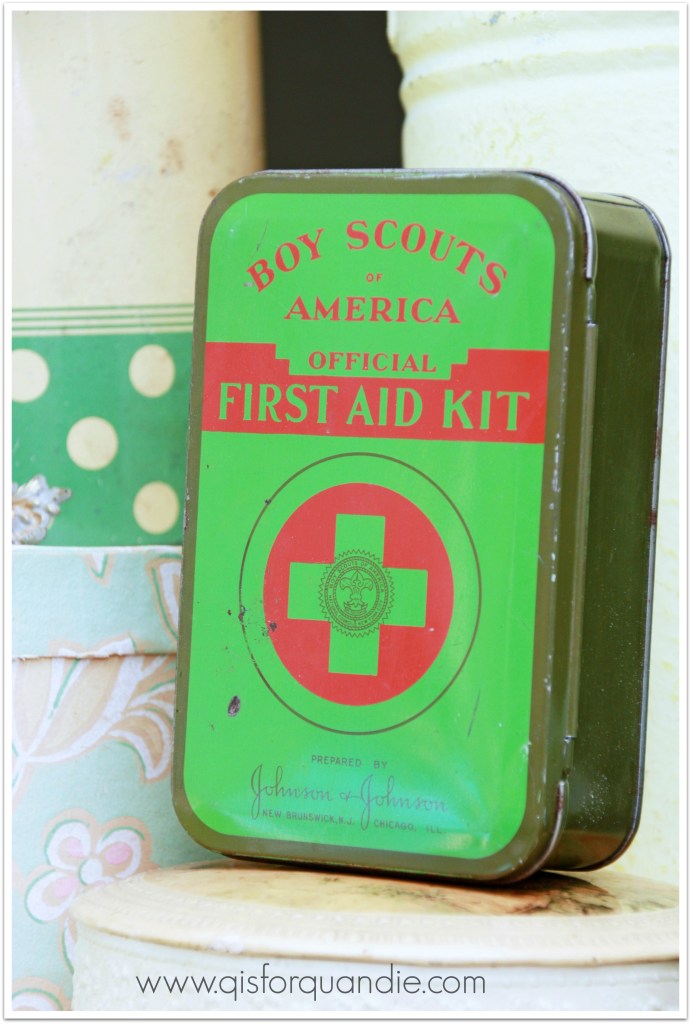 BOY SCOUTS
OF
AMERICA
OFFICIAL
FIRST AID KIT
PREPARED BY
Johnson & Johnson
NEW BRUNSWICK, N.J. CHICAGO, ILL.
www.qisforquandie.com